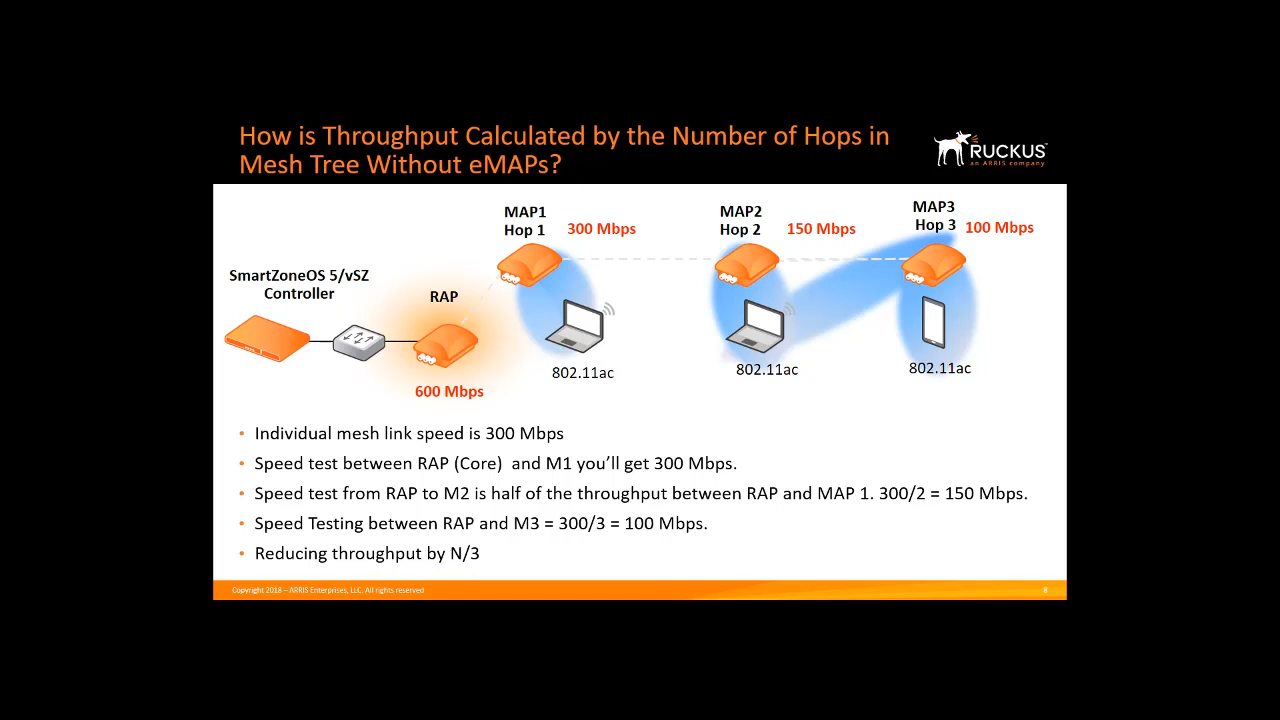 How is Throughput Calculated by the Number of Hops in
Mesh Tree Without eMAPs?
RUCKUS™
an ARRIS company
MAP1
Hop 1
300 Mbps
MAP2
Hop 2
150 Mbps
MAP3
Hop 3
100 Mbps
SmartZoneOS 5/vSZ
Controller
RAP
600 Mbps
802.11ac
802.11ac
802.11ac
• Individual mesh link speed is 300 Mbps
• Speed test between RAP (Core) and M1 you’ll get 300 Mbps.
• Speed test from RAP to M2 is half of the throughput between RAP and MAP 1. 300/2 = 150 Mbps.
• Speed Testing between RAP and M3 = 300/3 = 100 Mbps.
• Reducing throughput by N/3
Copyright 2018 – ARRIS Enterprises, LLC. All rights reserved
8